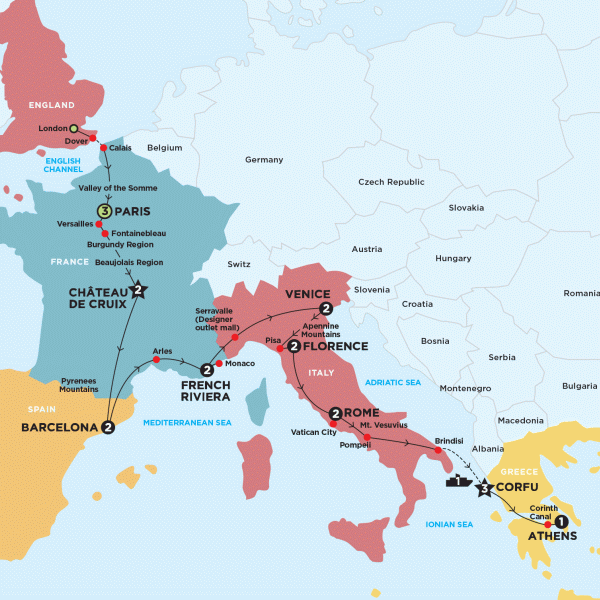 ENGLAND
London
Dover
Calais
Belgium
ENGLISH
CHANNEL
Germany
Valley of the Somme
Czech Republic
3 PARIS
Slovakia
Versailles
Fontainebleau
Burgundy Region
Austria
Hungary
FRANCE
Beaujolais Region
Switz
CHÂTEAU
DE CRUIX
2
VENICE
2
Slovenia
Croatia
Romania
Serravalle
(Designer
outlet mall)
Apennine
Mountains
Pisa
2 FLORENCE
Bosnia
Serbia
Arles
Monaco
2
FRENCH
RIVIERA
ITALY
ADRIATIC SEA
Montenegro
Bulgaria
Pyrenees
Mountains
SPAIN
BARCELONA 2
MEDITERRANEAN SEA
2 ROME
Vatican City
Mt. Vesuvius
Pompeii
Brindisi
Macedonia
Albania
GREECE
1
3
CORFU
IONIAN SEA
Corinth
Canal
1
ATHENS